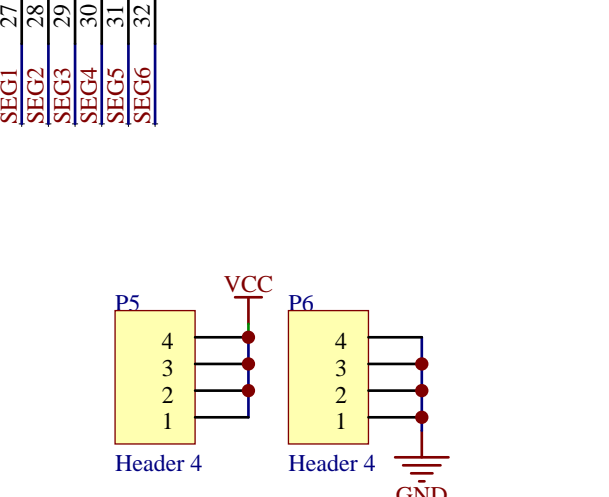 27 28 29 30 31 32
SEG1 SEG2 SEG3 SEG4 SEG5 SEG6
VCC
P5 P6
4 4
3 3
2 2
1 1
Header 4 Header 4
GND